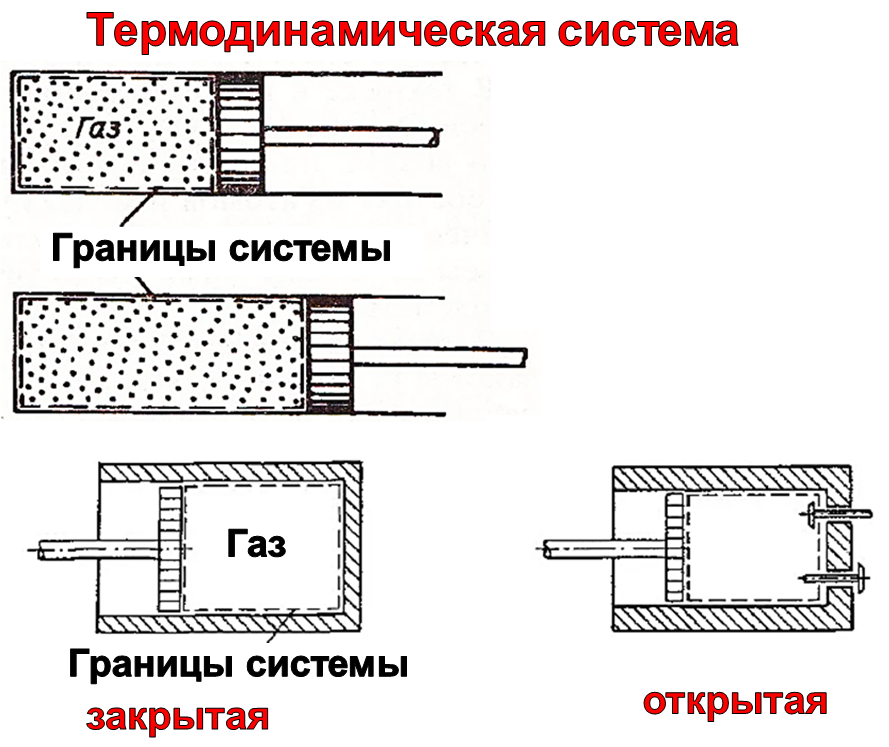 Термодинамическая система
Газ
Границы системы
Газ
Границы системы
закрытая
открытая